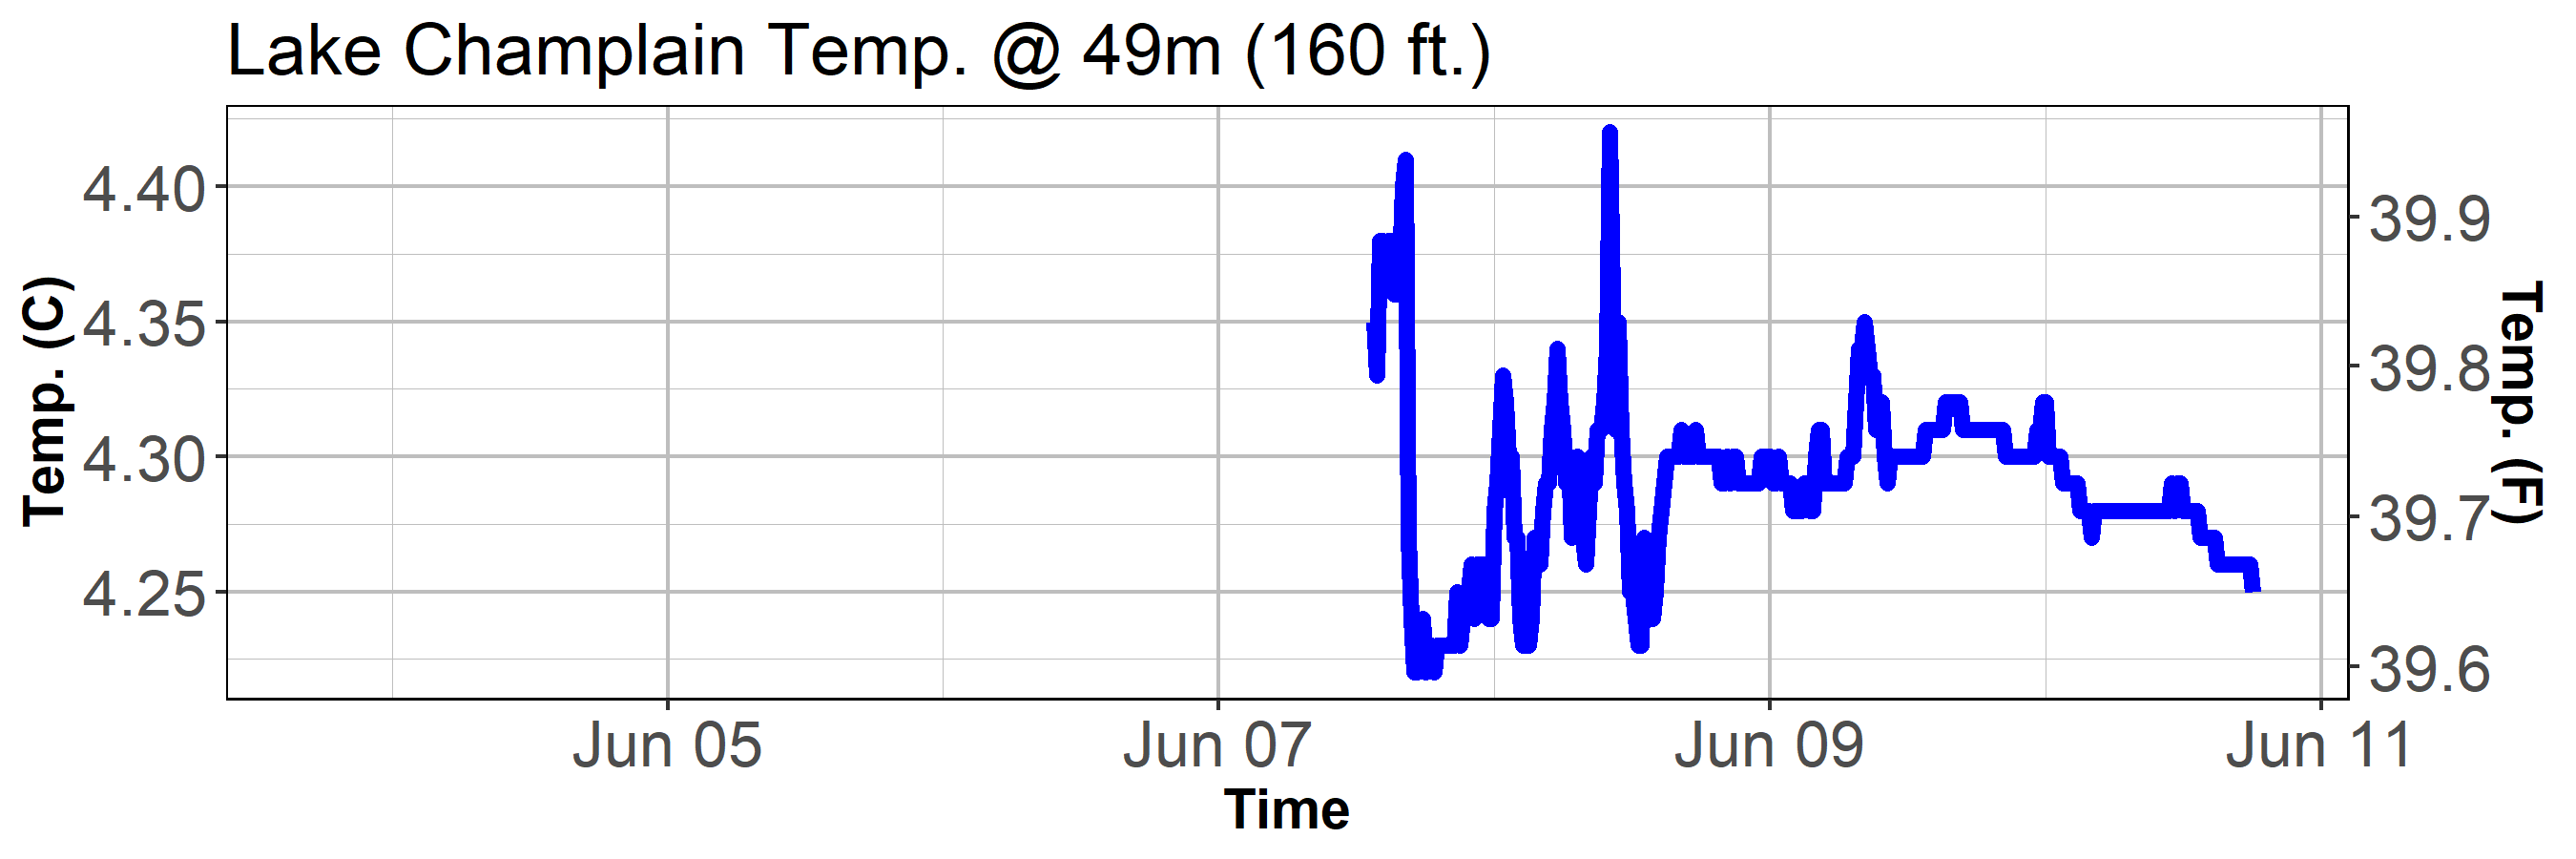 Lake Champlain Temp. @ 49m (160 ft.)
Temp. (C)
4.40
4.35
4.30
4.25
39.9
39.8
39.7
39.6
Temp. (F)
Jun 05 Jun 07 Jun 09 Jun 11
Time